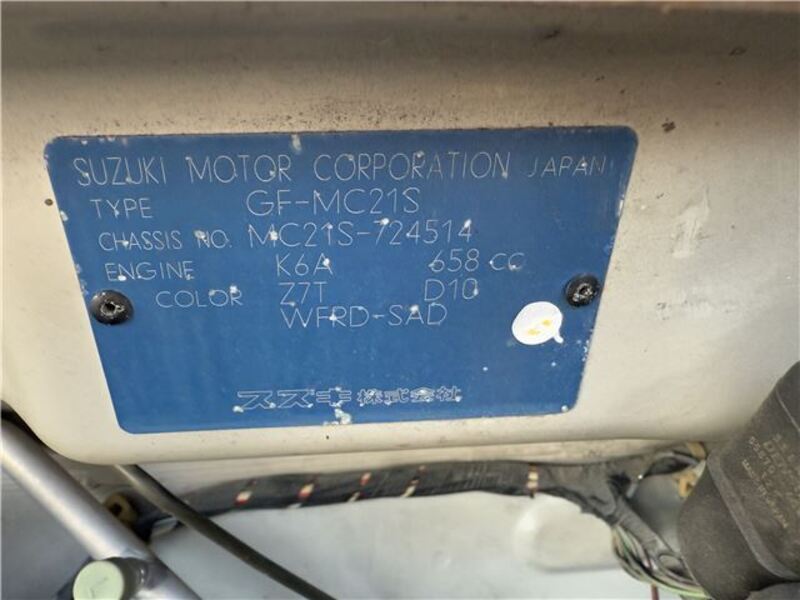 SUZUKI MOTOR CORPORATION JAPAN
TYPE GF-MC21S
CHASSIS NO. MC21S-724514
ENGINE K6A 658 CC
COLOR Z7T D10
WFRD-SAD
スズキ株式会社